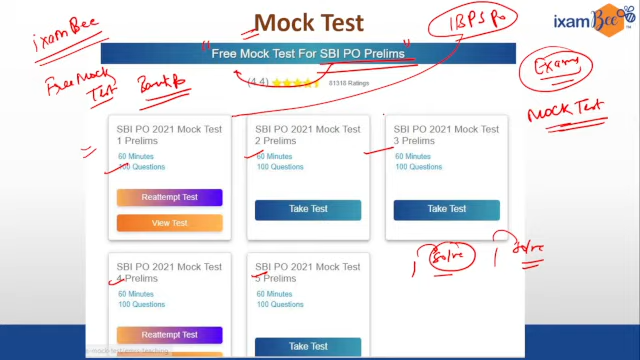 Mock Test
ixamBee
ixamBee
IBPS PO
" Free Mock Test For SBI PO Prelims "
Exams
Free Mock
Test
Bank Po
(4.4)
81318 Ratings
Mock Test
SBI PO 2021 Mock Test
1 Prelims
60 Minutes
100 Questions
Reattempt Test
View Test
SBI PO 2021 Mock Test
2 Prelims
60 Minutes
100 Questions
Take Test
SBI PO 2021 Mock Test
3 Prelims
60 Minutes
100 Questions
Take Test
Solve
Solve
SBI PO 2021 Mock Test
4 Prelims
60 Minutes
100 Questions
Reattempt Test
SBI PO 2021 Mock Test
5 Prelims
60 Minutes
100 Questions
Take Test